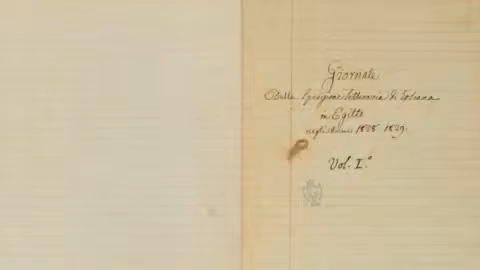 Giornale
Della Spedizione Letteraria di Toscana
in Egitto
negli Anni 1828 1829.
Vol. I.°